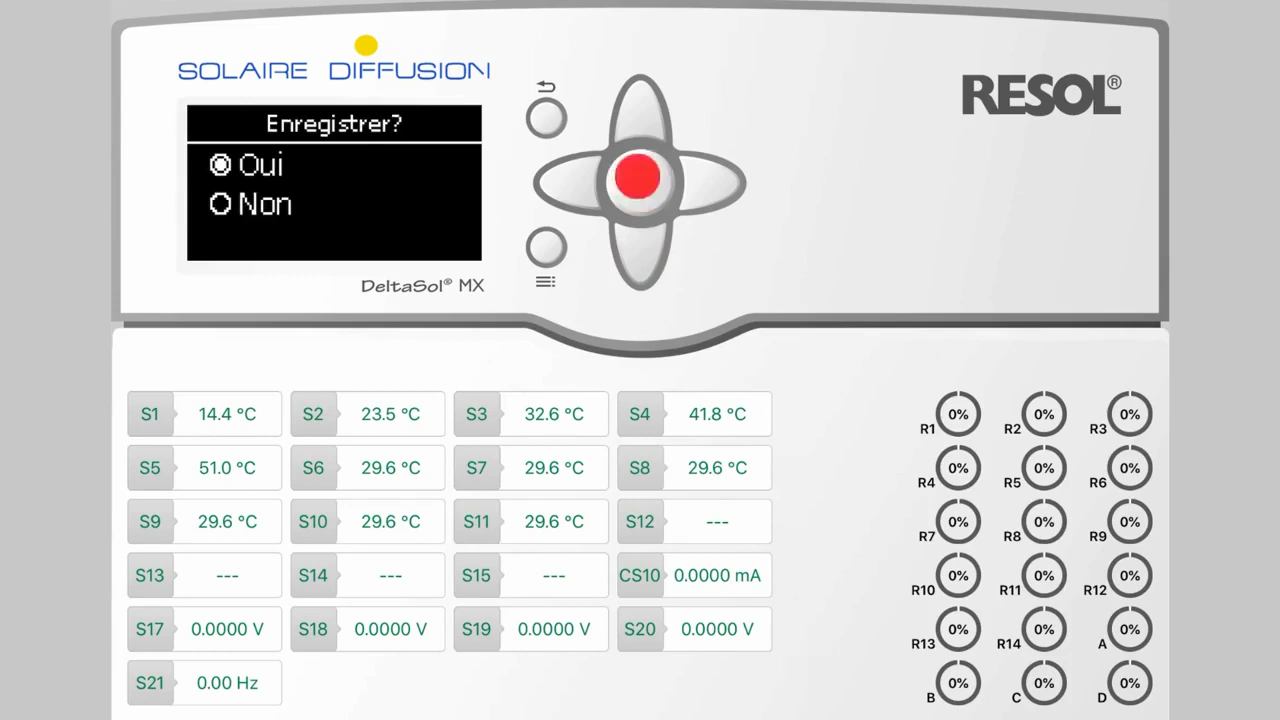 SOLAIRE DIFFUSION
RESOL®
Enregistrer?
Oui
Non
DeltaSol® MX
S1 14.4 °C S2 23.5 °C S3 32.6 °C S4 41.8 °C
S5 51.0 °C S6 29.6 °C S7 29.6 °C S8 29.6 °C
S9 29.6 °C S10 29.6 °C S11 29.6 °C S12 ---
S13 --- S14 --- S15 --- CS10 0.0000 mA
S17 0.0000 V S18 0.0000 V S19 0.0000 V S20 0.0000 V
S21 0.00 Hz
R1 0% R2 0% R3 0%
R4 0% R5 0% R6 0%
R7 0% R8 0% R9 0%
R10 0% R11 0% R12 0%
R13 0% R14 0% A 0%
B 0% C 0% D 0%